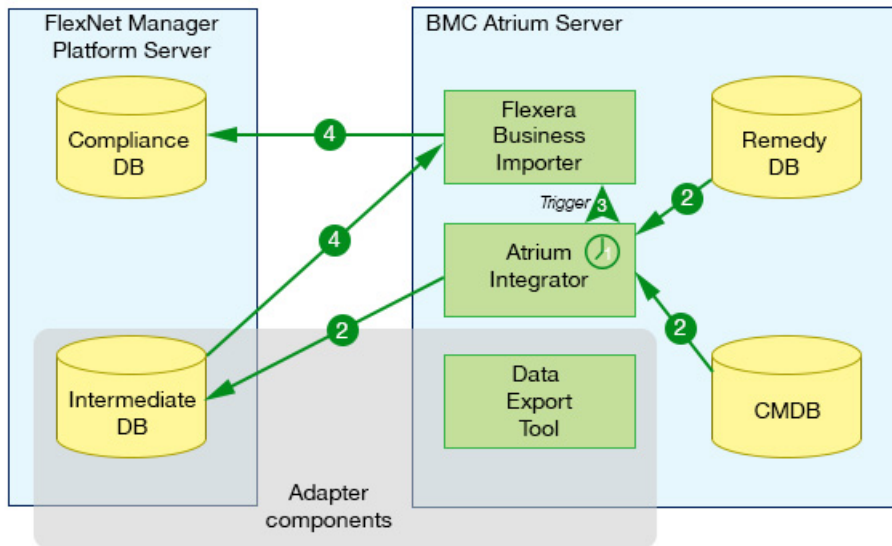 FlexNet Manager
Platform Server
BMC Atrium Server
Compliance
DB
4
Flexera
Business
Importer
Remedy
DB
Trigger
3
2
4
Atrium
Integrator
1
2
2
Intermediate
DB
Data
Export
Tool
CMDB
Adapter
components